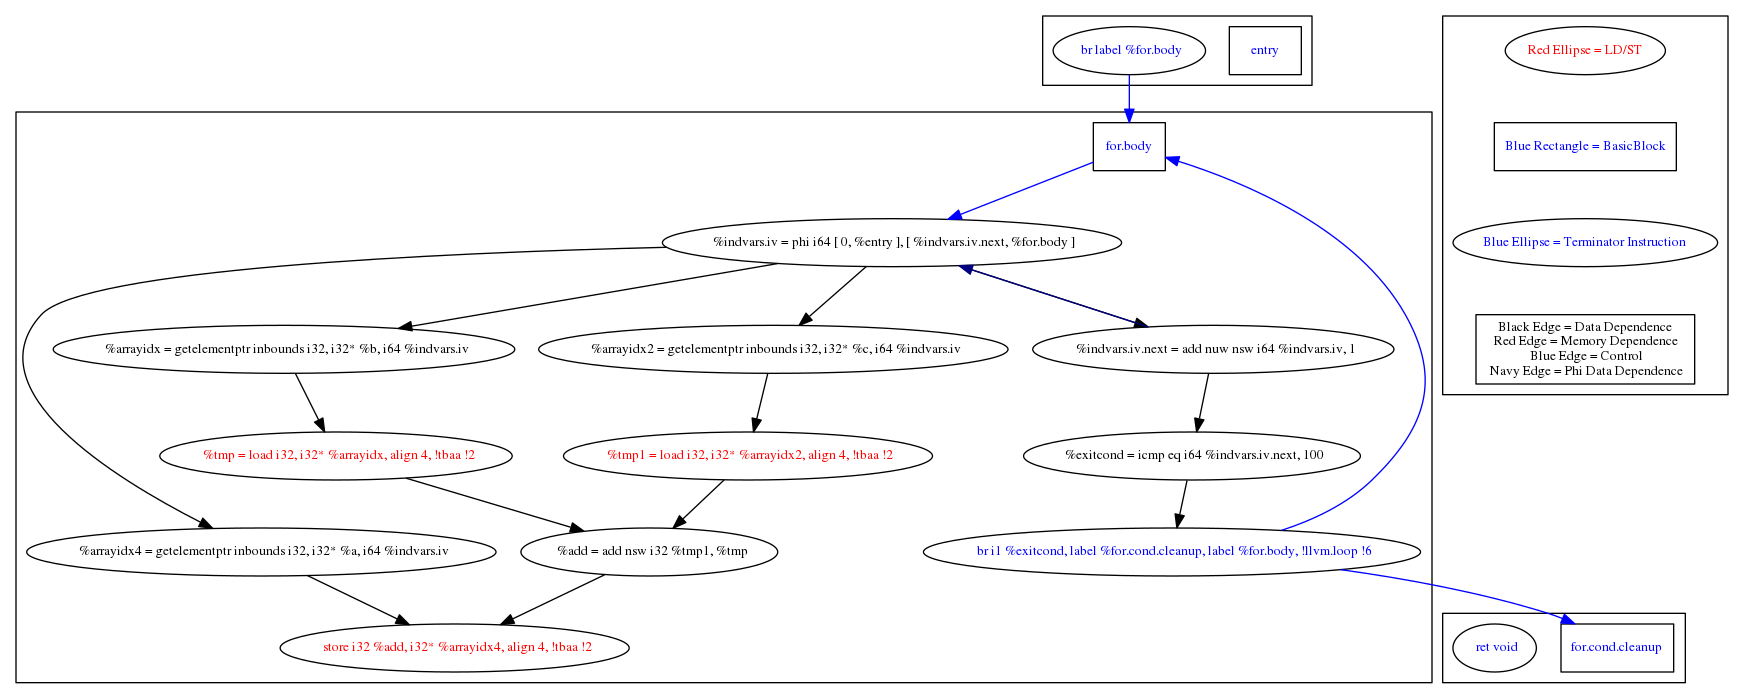 br label %for.body
entry
Red Ellipse = LD/ST
for.body
Blue Rectangle = BasicBlock
%indvars.iv = phi i64 [ 0, %entry ], [ %indvars.iv.next, %for.body ]
Blue Ellipse = Terminator Instruction
%arrayidx = getelementptr inbounds i32, i32* %b, i64 %indvars.iv
%arrayidx2 = getelementptr inbounds i32, i32* %c, i64 %indvars.iv
%indvars.iv.next = add nuw nsw i64 %indvars.iv, 1
Black Edge = Data Dependence
Red Edge = Memory Dependence
Blue Edge = Control
Navy Edge = Phi Data Dependence
%tmp = load i32, i32* %arrayidx, align 4, !tbaa !2
%tmp1 = load i32, i32* %arrayidx2, align 4, !tbaa !2
%exitcond = icmp eq i64 %indvars.iv.next, 100
%arrayidx4 = getelementptr inbounds i32, i32* %a, i64 %indvars.iv
%add = add nsw i32 %tmp1, %tmp
br i1 %exitcond, label %for.cond.cleanup, label %for.body, !llvm.loop !6
store i32 %add, i32* %arrayidx4, align 4, !tbaa !2
ret void
for.cond.cleanup